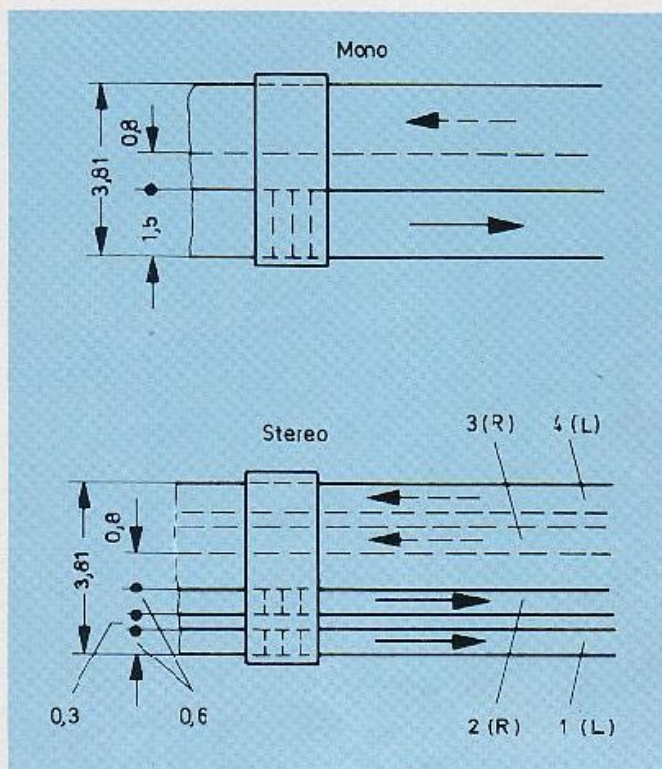 Mono
0,8
3,81
1,5
Stereo
3(R)
4(L)
0,8
3,81
0,3
0,6
2(R)
1(L)